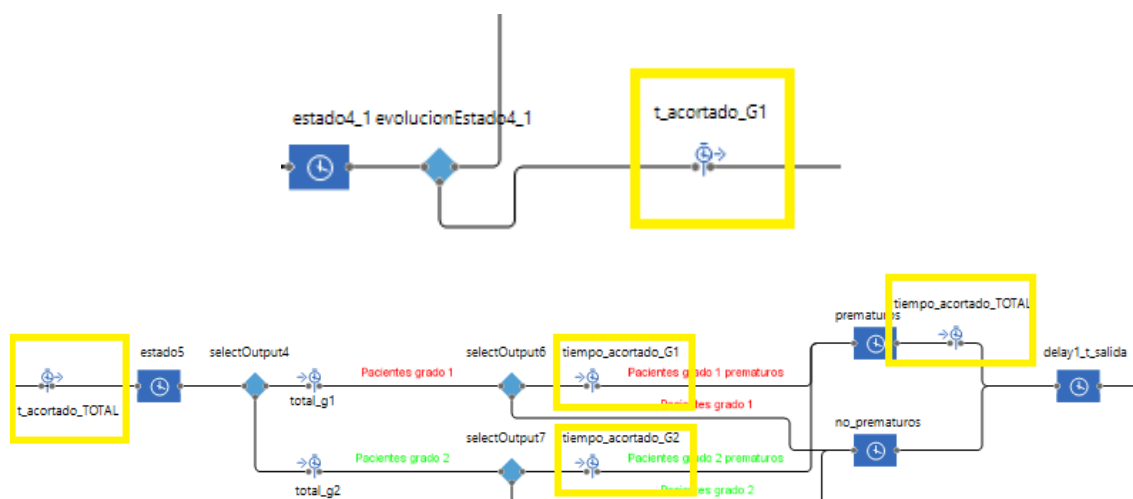 estado4_1 evolucionEstado4_1
t_acortado_G1
tiempo_acortado_TOTAL
prematuros
estado5
selectOutput4
selectOutput6
tiempo_acortado_G1
delay1_t_salida
Pacientes grado 1
Pacientes grado 1 prematuros
t_acortado_TOTAL
total_g1
Pacientes grado 1
no_prematuros
selectOutput7
tiempo_acortado_G2
Pacientes grado 2
Pacientes grado 2 prematuros
total_g2
Pacientes grado 2